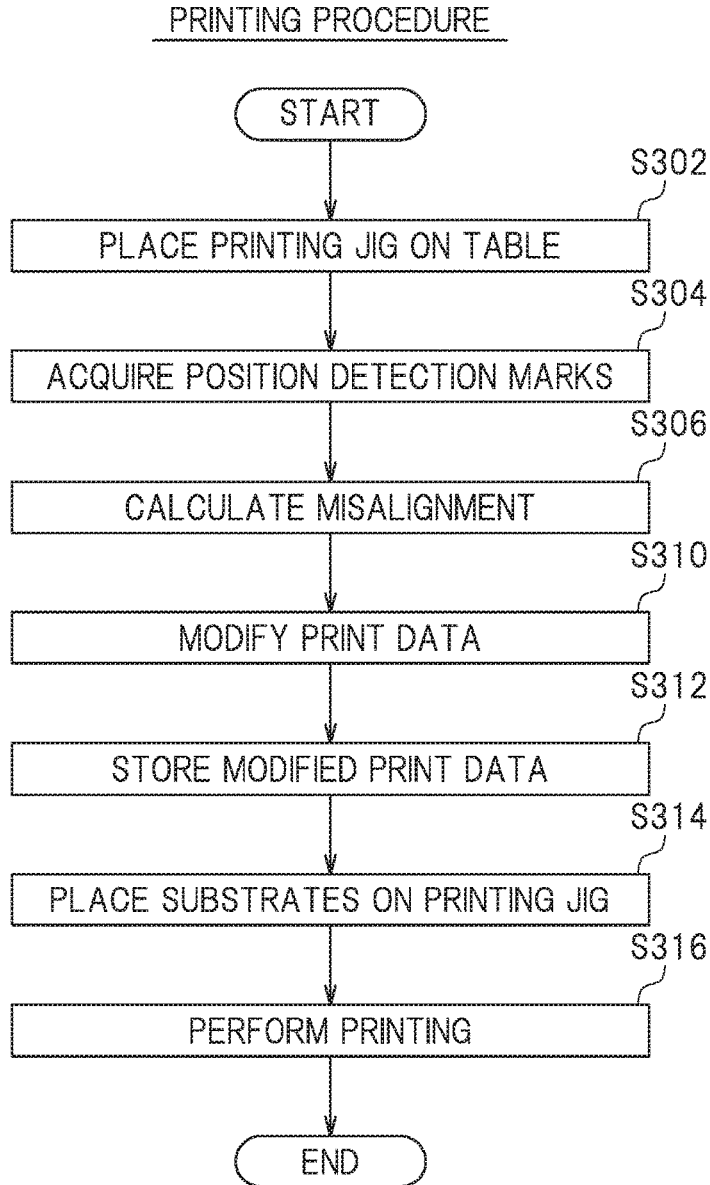 PRINTING PROCEDURE
START
S302
PLACE PRINTING JIG ON TABLE
S304
ACQUIRE POSITION DETECTION MARKS
S306
CALCULATE MISALIGNMENT
S310
MODIFY PRINT DATA
S312
STORE MODIFIED PRINT DATA
S314
PLACE SUBSTRATES ON PRINTING JIG
S316
PERFORM PRINTING
END